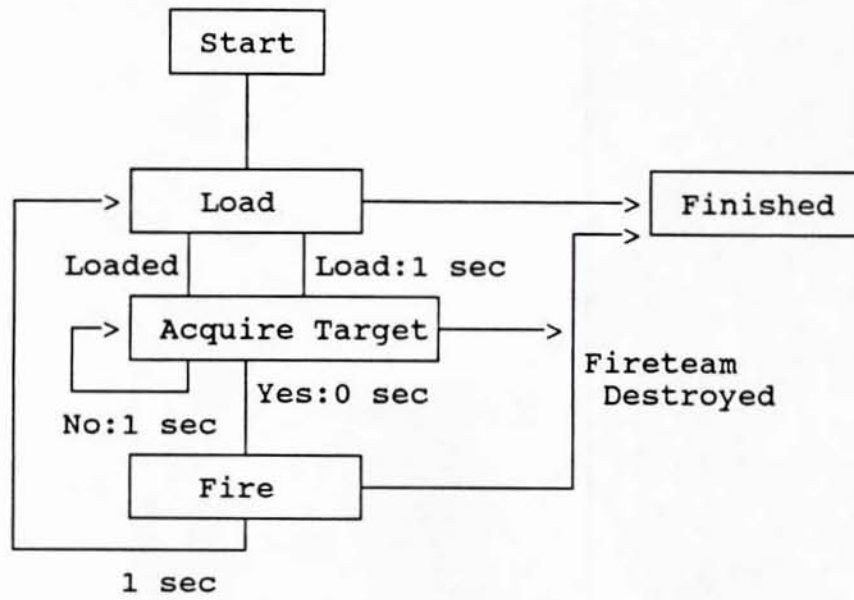 Start
Load
Finished
Loaded
Load:1 sec
Acquire Target
Fireteam
Destroyed
Yes:0 sec
No:1 sec
Fire
1 sec